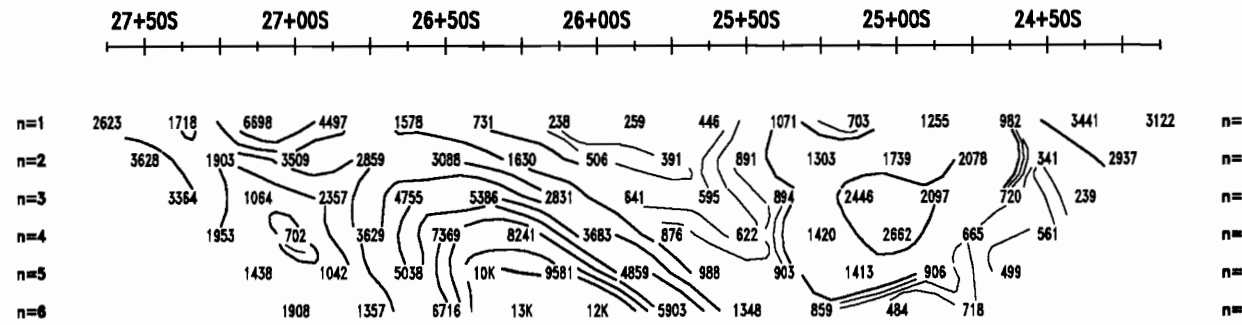 27+50S 27+00S 26+50S 26+00S 25+50S 25+00S 24+50S
n=1 2623 1718 6698 4497 1578 731 238 259 446 1071 703 1255 982 3441 3122 n=
n=2 3628 1903 3509 2859 3088 1630 506 391 891 1303 1739 2078 341 2937 n=
n=3 3364 1064 2357 4755 5386 2831 641 595 894 2446 2097 720 239 n=
n=4 1953 702 3629 7369 8241 3683 876 622 1420 2662 665 561 n=
n=5 1438 1042 5038 10K 9581 4859 988 903 1413 906 499 n=
n=6 1908 1357 6716 13K 12K 5903 1348 859 484 718 n=